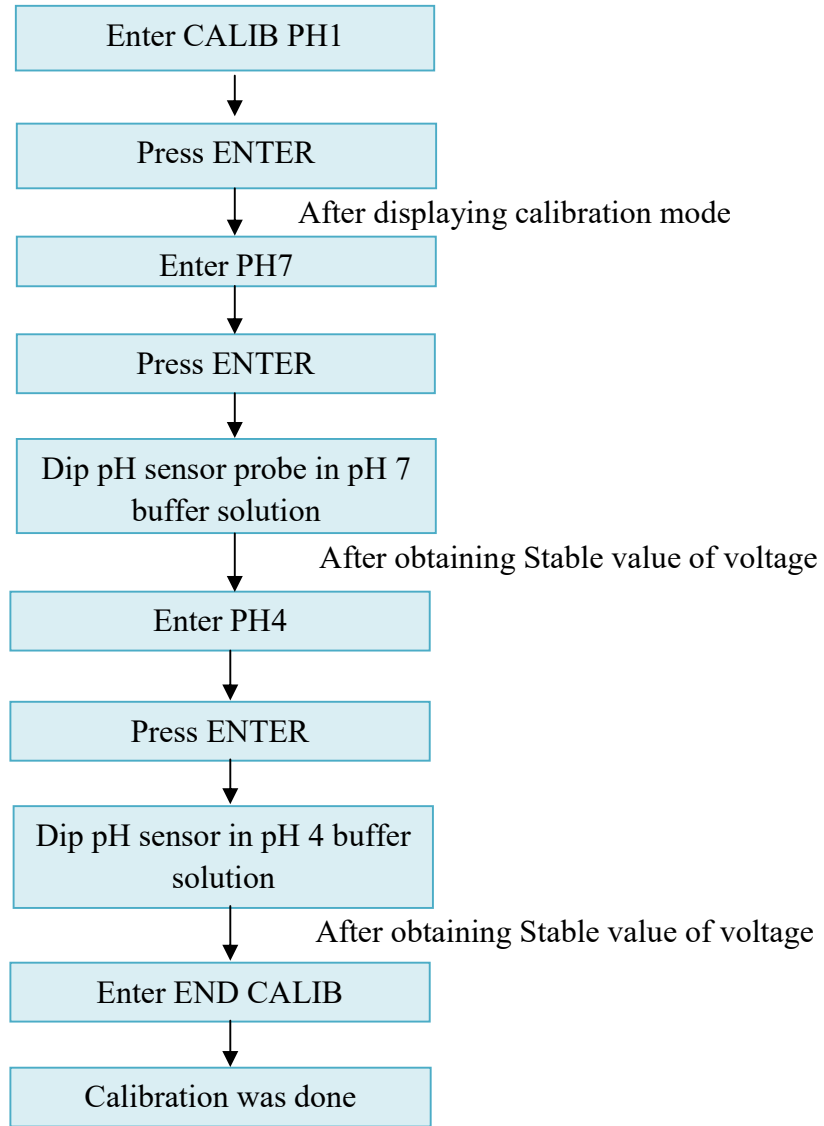 Enter CALIB PH1
Press ENTER
After displaying calibration mode
Enter PH7
Press ENTER
Dip pH sensor probe in pH 7
buffer solution
After obtaining Stable value of voltage
Enter PH4
Press ENTER
Dip pH sensor in pH 4 buffer
solution
After obtaining Stable value of voltage
Enter END CALIB
Calibration was done